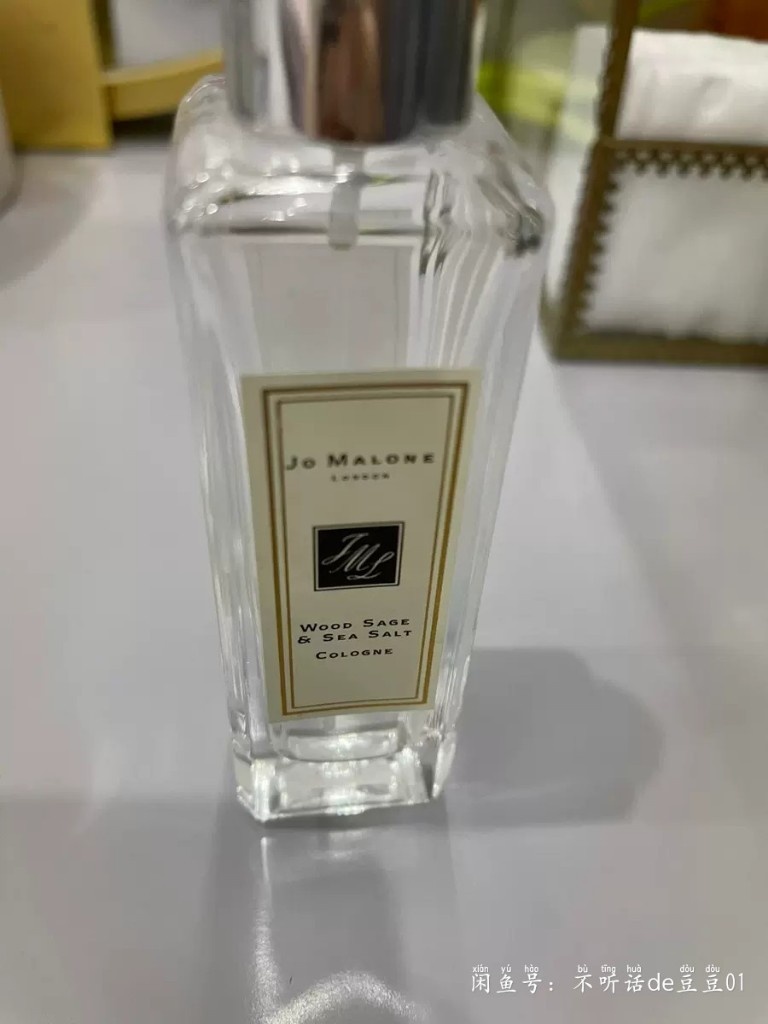 JO MALONE
LONDON
JML
WOOD SAGE
& SEA SALT
COLOGNE
xián yú hào bù tīng huà dòu dòu
闲鱼号：不听话de豆豆01